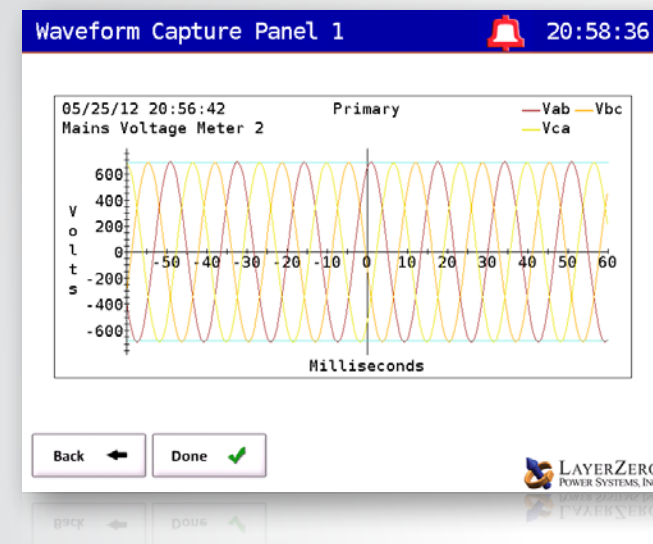 Waveform Capture Panel 1 20:58:36
05/25/12 20:56:42 Primary Vab Vbc
Mains Voltage Meter 2 Vca
600
400
200
0
-200
-400
-600
Volts
-50 -40 -30 -20 -10 0 10 20 30 40 50 60
Milliseconds
Back Done
LAYERZERO
POWER SYSTEMS, INC